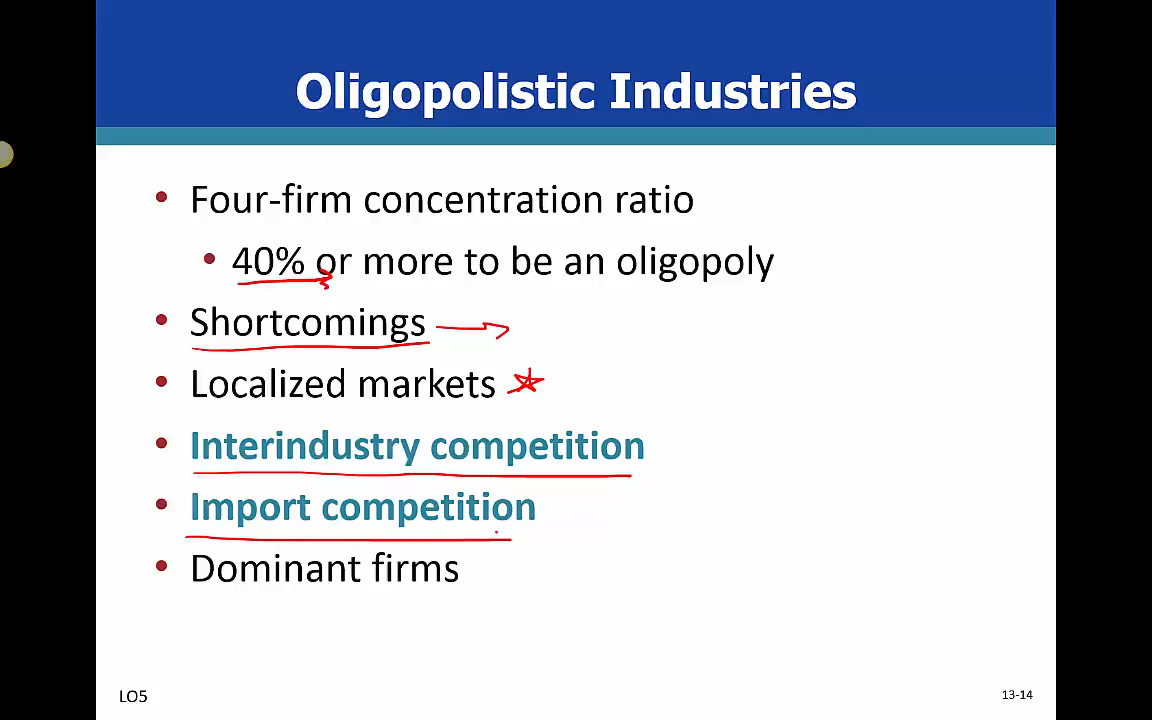 Oligopolistic Industries
• Four-firm concentration ratio
• 40% or more to be an oligopoly
• Shortcomings
• Localized markets
• Interindustry competition
• Import competition
• Dominant firms
LO5
13-14